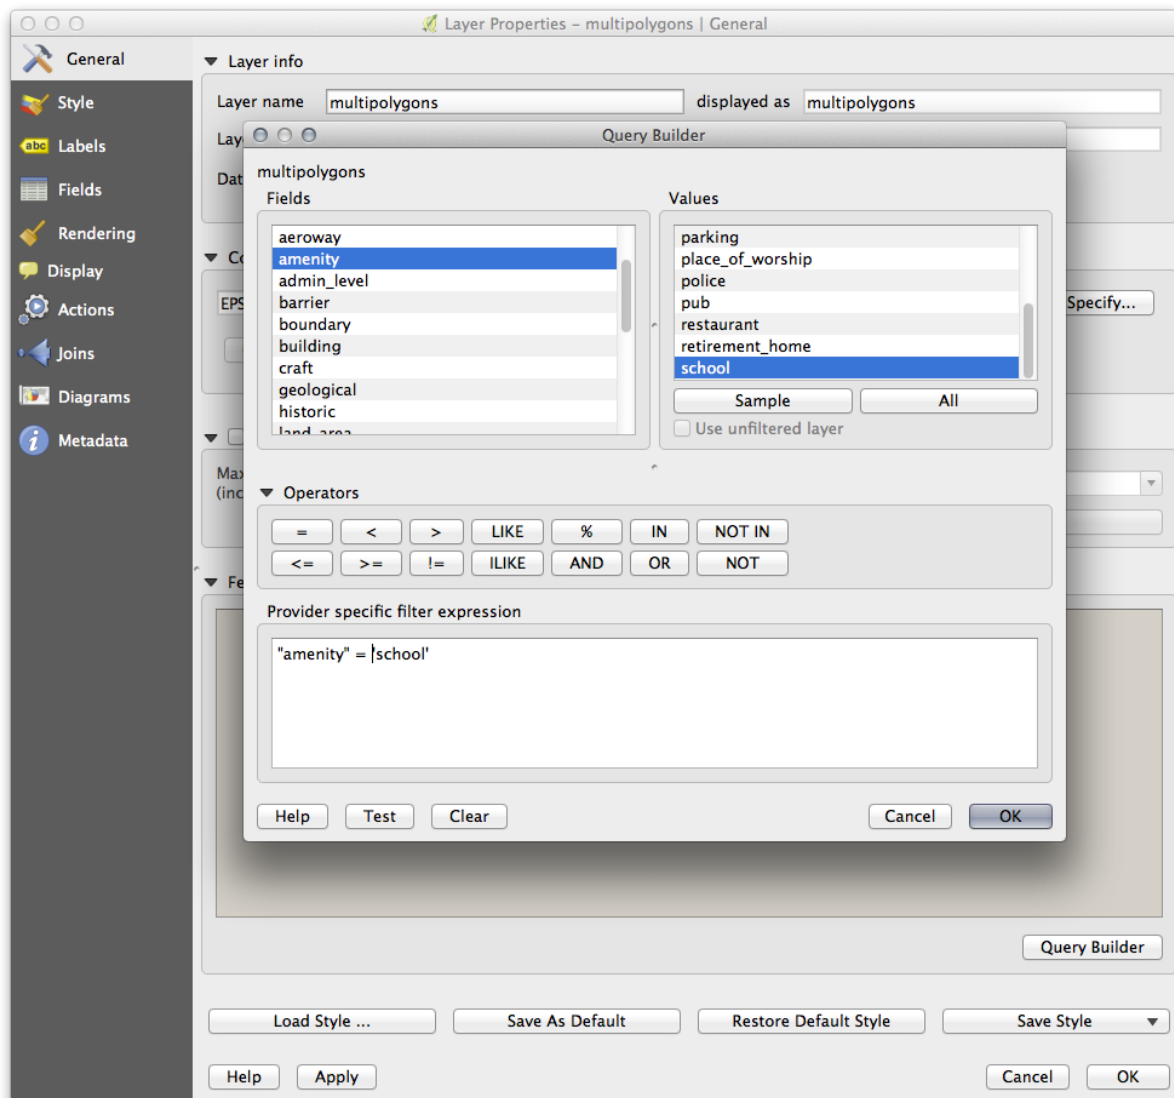 Layer Properties – multipolygons | General
General
Style
abc Labels
Fields
Rendering
Display
Actions
Joins
Diagrams
i Metadata
Layer info
Layer name multipolygons displayed as multipolygons
Query Builder
multipolygons
Fields
aeroway
amenity
admin_level
barrier
boundary
building
craft
geological
historic
land_area
Values
parking
place_of_worship
police
pub
restaurant
retirement_home
school
Sample All
Use unfiltered layer
Specify...
Operators
= < > LIKE % IN NOT IN
<= >= != ILIKE AND OR NOT
Provider specific filter expression
"amenity" = 'school'
Help Test Clear Cancel OK
Query Builder
Load Style ... Save As Default Restore Default Style Save Style
Help Apply Cancel OK